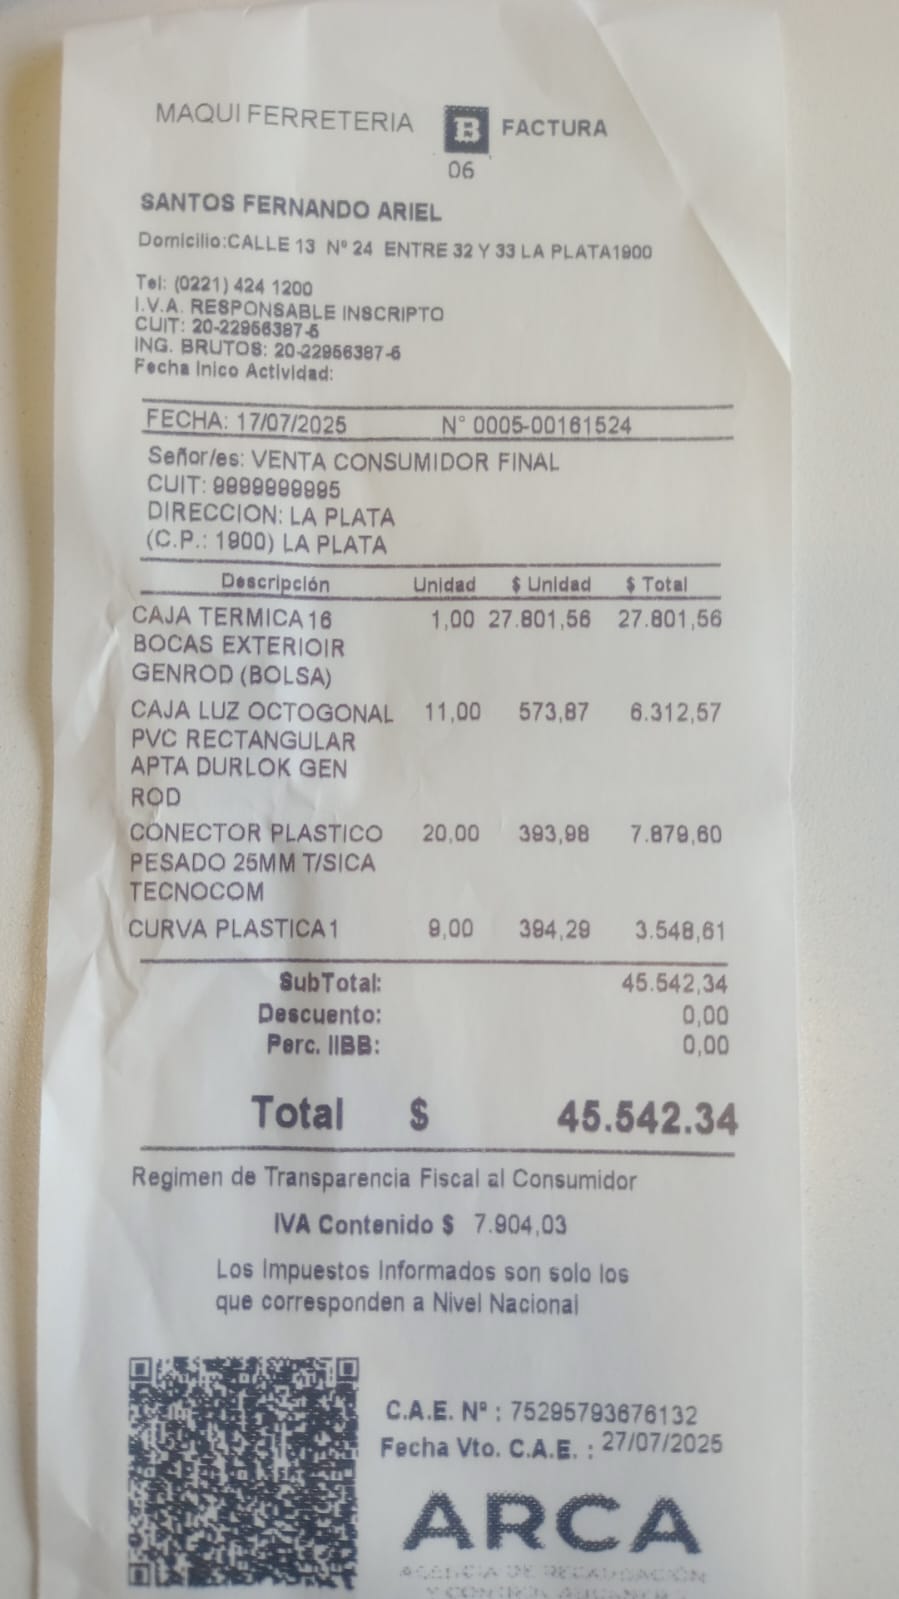 MAQUI FERRETERIA B FACTURA
06
SANTOS FERNANDO ARIEL
Domicilio:CALLE 13 Nº 24 ENTRE 32 Y 33 LA PLATA1900
Tel: (0221) 424 1200
I.V.A. RESPONSABLE INSCRIPTO
CUIT: 20-22956387-6
ING. BRUTOS: 20-22956387-6
Fecha Inico Actividad:
FECHA: 17/07/2025 N° 0005-00161524
Señor/es: VENTA CONSUMIDOR FINAL
CUIT: 9999999995
DIRECCION: LA PLATA
(C.P.: 1900) LA PLATA
Descripción Unidad $ Unidad $ Total
CAJA TERMICA 16 1,00 27.801,56 27.801,56
BOCAS EXTERIOIR
GENROD (BOLSA)
CAJA LUZ OCTOGONAL 11,00 573,87 6.312,57
PVC RECTANGULAR
APTA DURLOK GEN
ROD
CONECTOR PLASTICO 20,00 393,98 7.879,60
PESADO 25MM T/SICA
TECNOCOM
CURVA PLASTICA 1 9,00 394,29 3.548,61
SubTotal: 45.542,34
Descuento: 0,00
Perc. IIBB: 0,00
Total $ 45.542.34
Regimen de Transparencia Fiscal al Consumidor
IVA Contenido $ 7.904,03
Los Impuestos Informados son solo los
que corresponden a Nivel Nacional
C.A.E. Nº : 75295793676132
Fecha Vto. C.A.E. : 27/07/2025
ARCA
AGENCIA DE RECAUDACIÓN
Y CONTROL ADUANERO